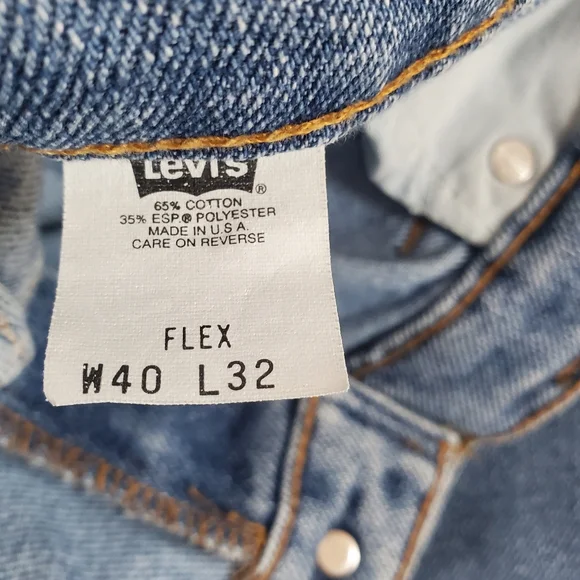 Levi's ®
65% COTTON
35% ESP.® POLYESTER
MADE IN U.S.A.
CARE ON REVERSE
FLEX
W40 L32